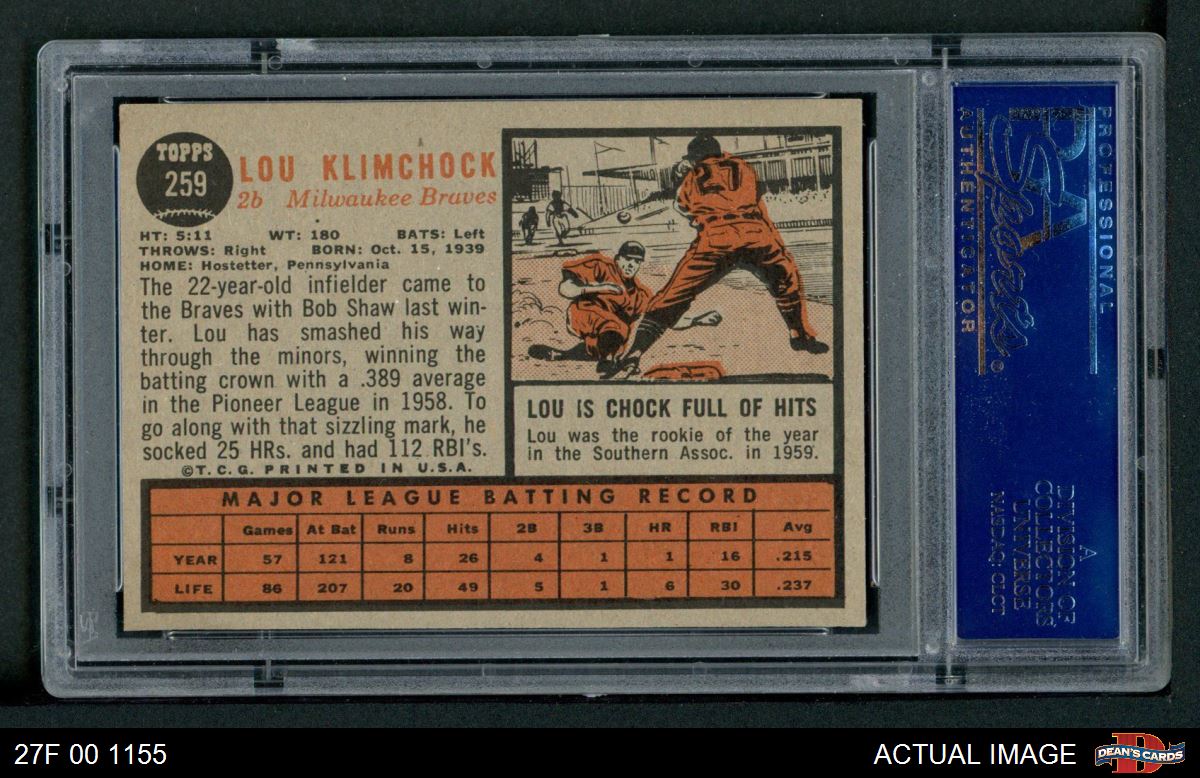 TOPPS
259
LOU KLIMCHOCK
2b Milwaukee Braves
HT: 5:11 WT: 180 BATS: Left
THROWS: Right BORN: Oct. 15, 1939
HOME: Hostetter, Pennsylvania
The 22-year-old infielder came to
the Braves with Bob Shaw last win-
ter. Lou has smashed his way
through the minors, winning the
batting crown with a .389 average
in the Pioneer League in 1958. To
go along with that sizzling mark, he
socked 25 HRs. and had 112 RBI's.
©T.C.G. PRINTED IN U.S.A.
27
LOU IS CHOCK FULL OF HITS
Lou was the rookie of the year
in the Southern Assoc. in 1959.
MAJOR LEAGUE BATTING RECORD
Games At Bat Runs Hits 2B 3B HR RBI Avg
YEAR 57 121 8 26 4 1 1 16 .215
LIFE 86 207 20 49 5 1 6 30 .237
PROFESSIONAL
PSA
Sports
AUTHENTICATOR
A
DIVISION OF
COLLECTORS
UNIVERSE
NASDAQ: CLCT
27F 00 1155
ACTUAL IMAGE
DEAN'S CARDS